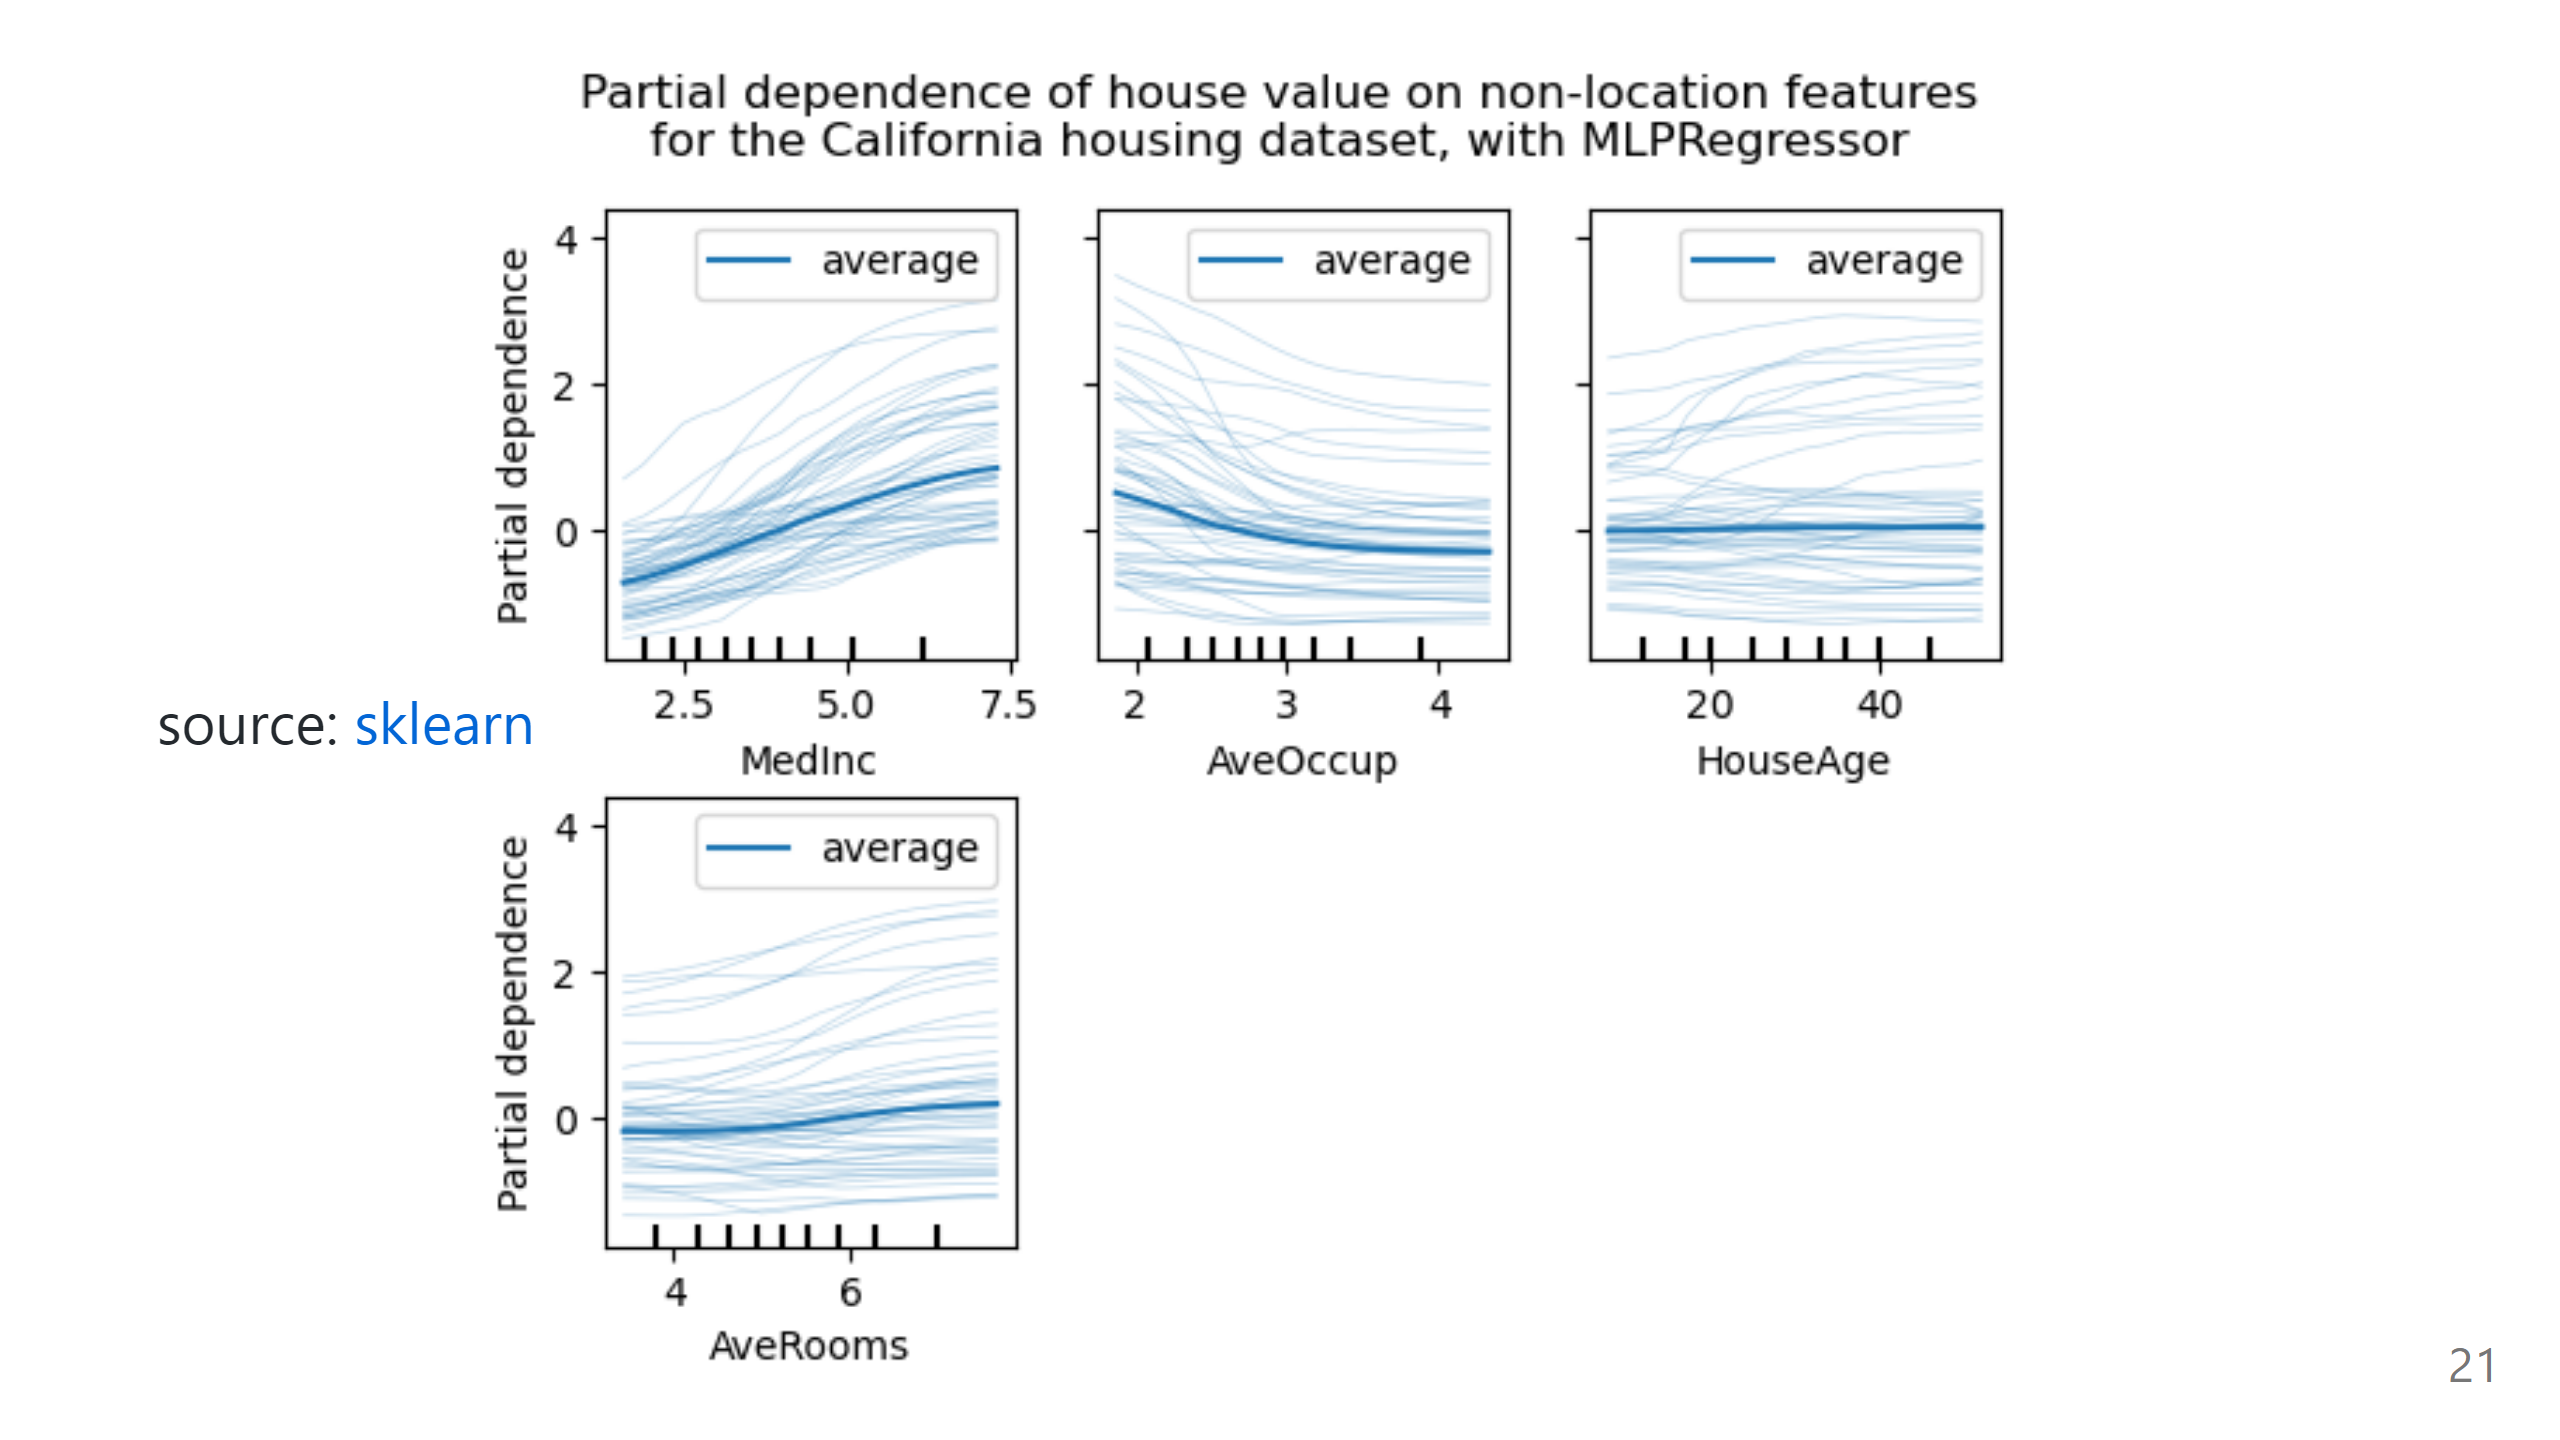 Partial dependence of house value on non-location features
for the California housing dataset, with MLPRegressor
Partial dependence
4
2
0
average
2.5 5.0 7.5
MedInc
average
2 3 4
AveOccup
average
20 40
HouseAge
source: sklearn
Partial dependence
4
2
0
average
4 6
AveRooms
21